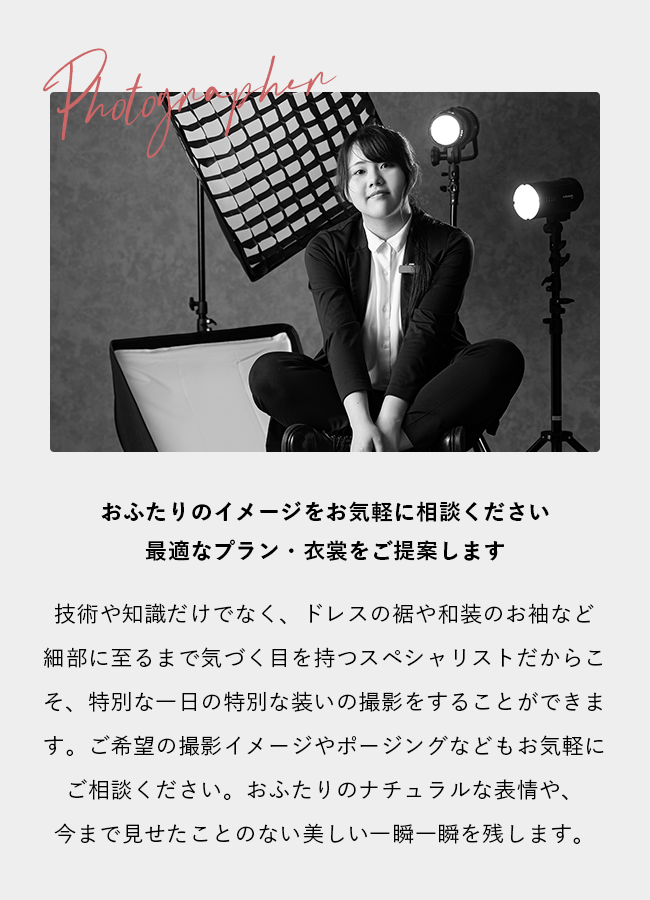 Photographer
おふたりのイメージをお気軽に相談ください
最適なプラン・衣裳をご提案します
技術や知識だけでなく、ドレスの裾や和装のお袖など
細部に至るまで気づく目を持つスペシャリストだからこ
そ、特別な一日の特別な装いの撮影をすることができま
す。ご希望の撮影イメージやポージングなどもお気軽に
ご相談ください。おふたりのナチュラルな表情や、
今まで見せたことのない美しい一瞬一瞬を残します。